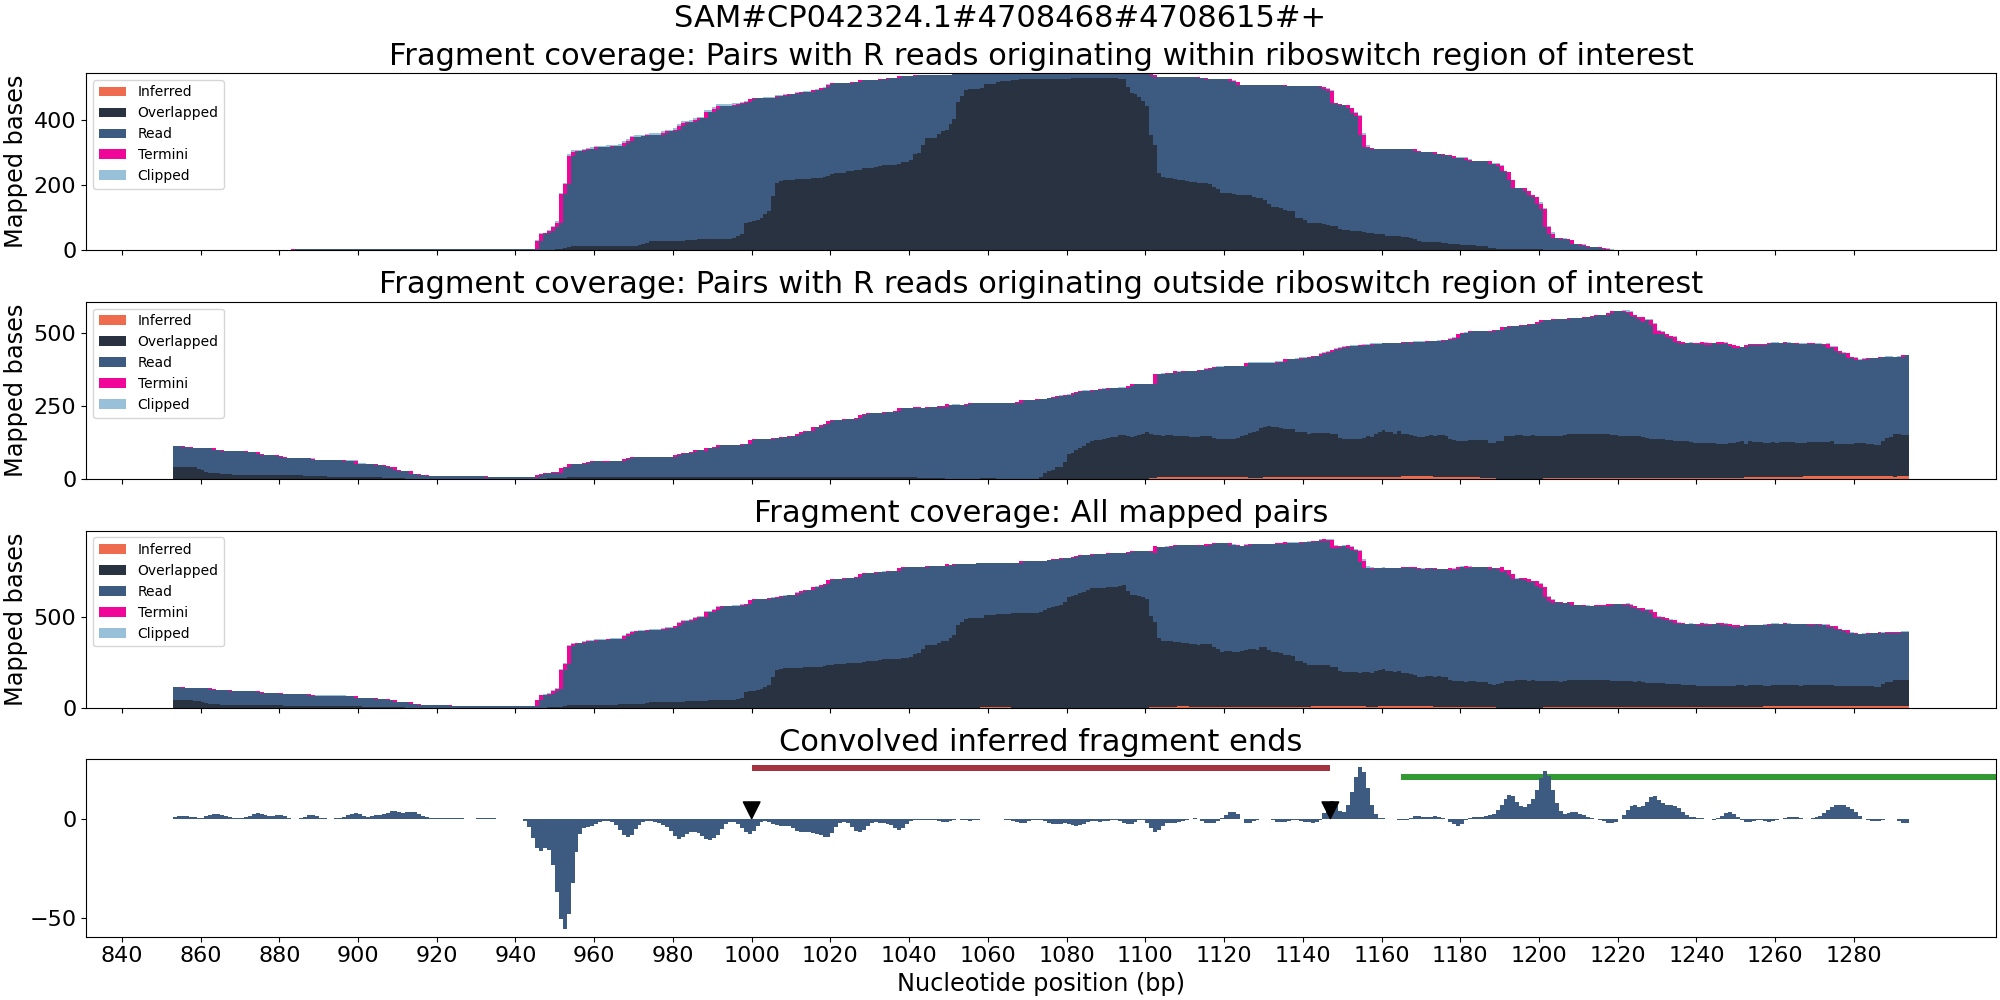 SAM#CP042324.1#4708468#4708615#+
Fragment coverage: Pairs with R reads originating within riboswitch region of interest
Mapped bases
400
200
0
Inferred
Overlapped
Read
Termini
Clipped
Fragment coverage: Pairs with R reads originating outside riboswitch region of interest
Mapped bases
500
250
0
Inferred
Overlapped
Read
Termini
Clipped
Fragment coverage: All mapped pairs
Mapped bases
500
0
Inferred
Overlapped
Read
Termini
Clipped
Convolved inferred fragment ends
0
−50
840 860 880 900 920 940 960 980 1000 1020 1040 1060 1080 1100 1120 1140 1160 1180 1200 1220 1240 1260 1280
Nucleotide position (bp)